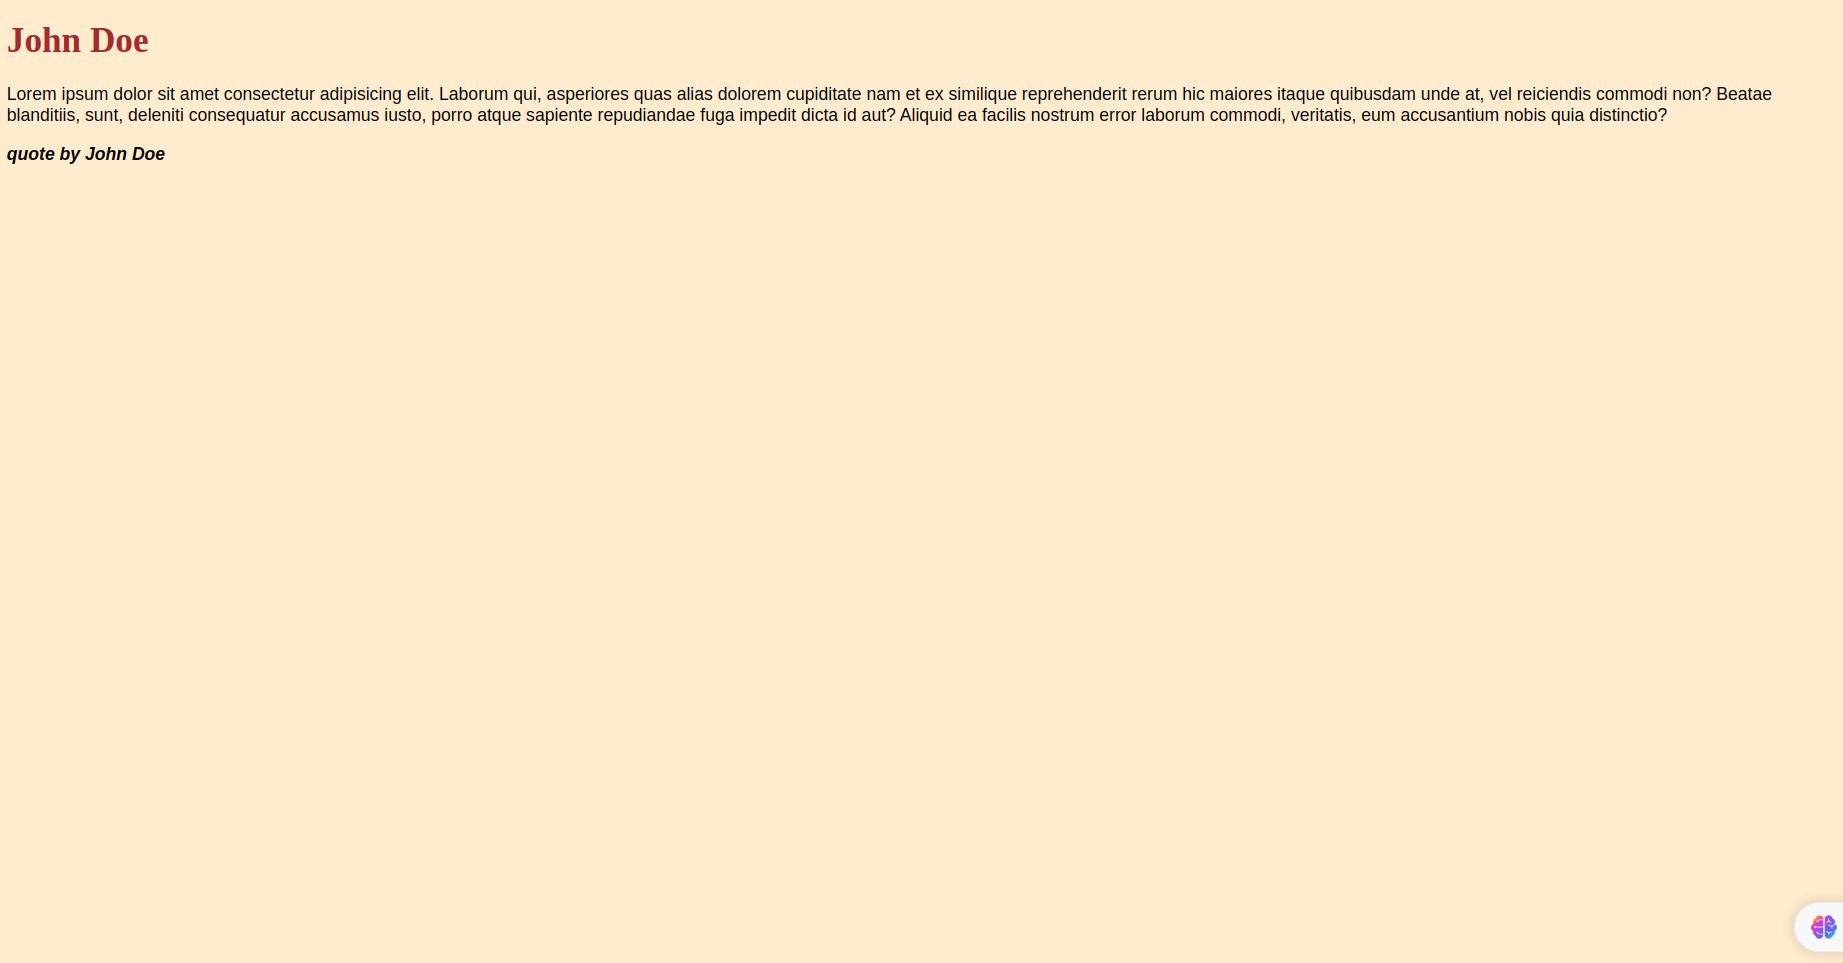 John Doe
Lorem ipsum dolor sit amet consectetur adipisicing elit. Laborum qui, asperiores quas alias dolorem cupiditate nam et ex similique reprehenderit rerum hic maiores itaque quibusdam unde at, vel reiciendis commodi non? Beatae
blanditiis, sunt, deleniti consequatur accusamus iusto, porro atque sapiente repudiandae fuga impedit dicta id aut? Aliquid ea facilis nostrum error laborum commodi, veritatis, eum accusantium nobis quia distinctio?
quote by John Doe